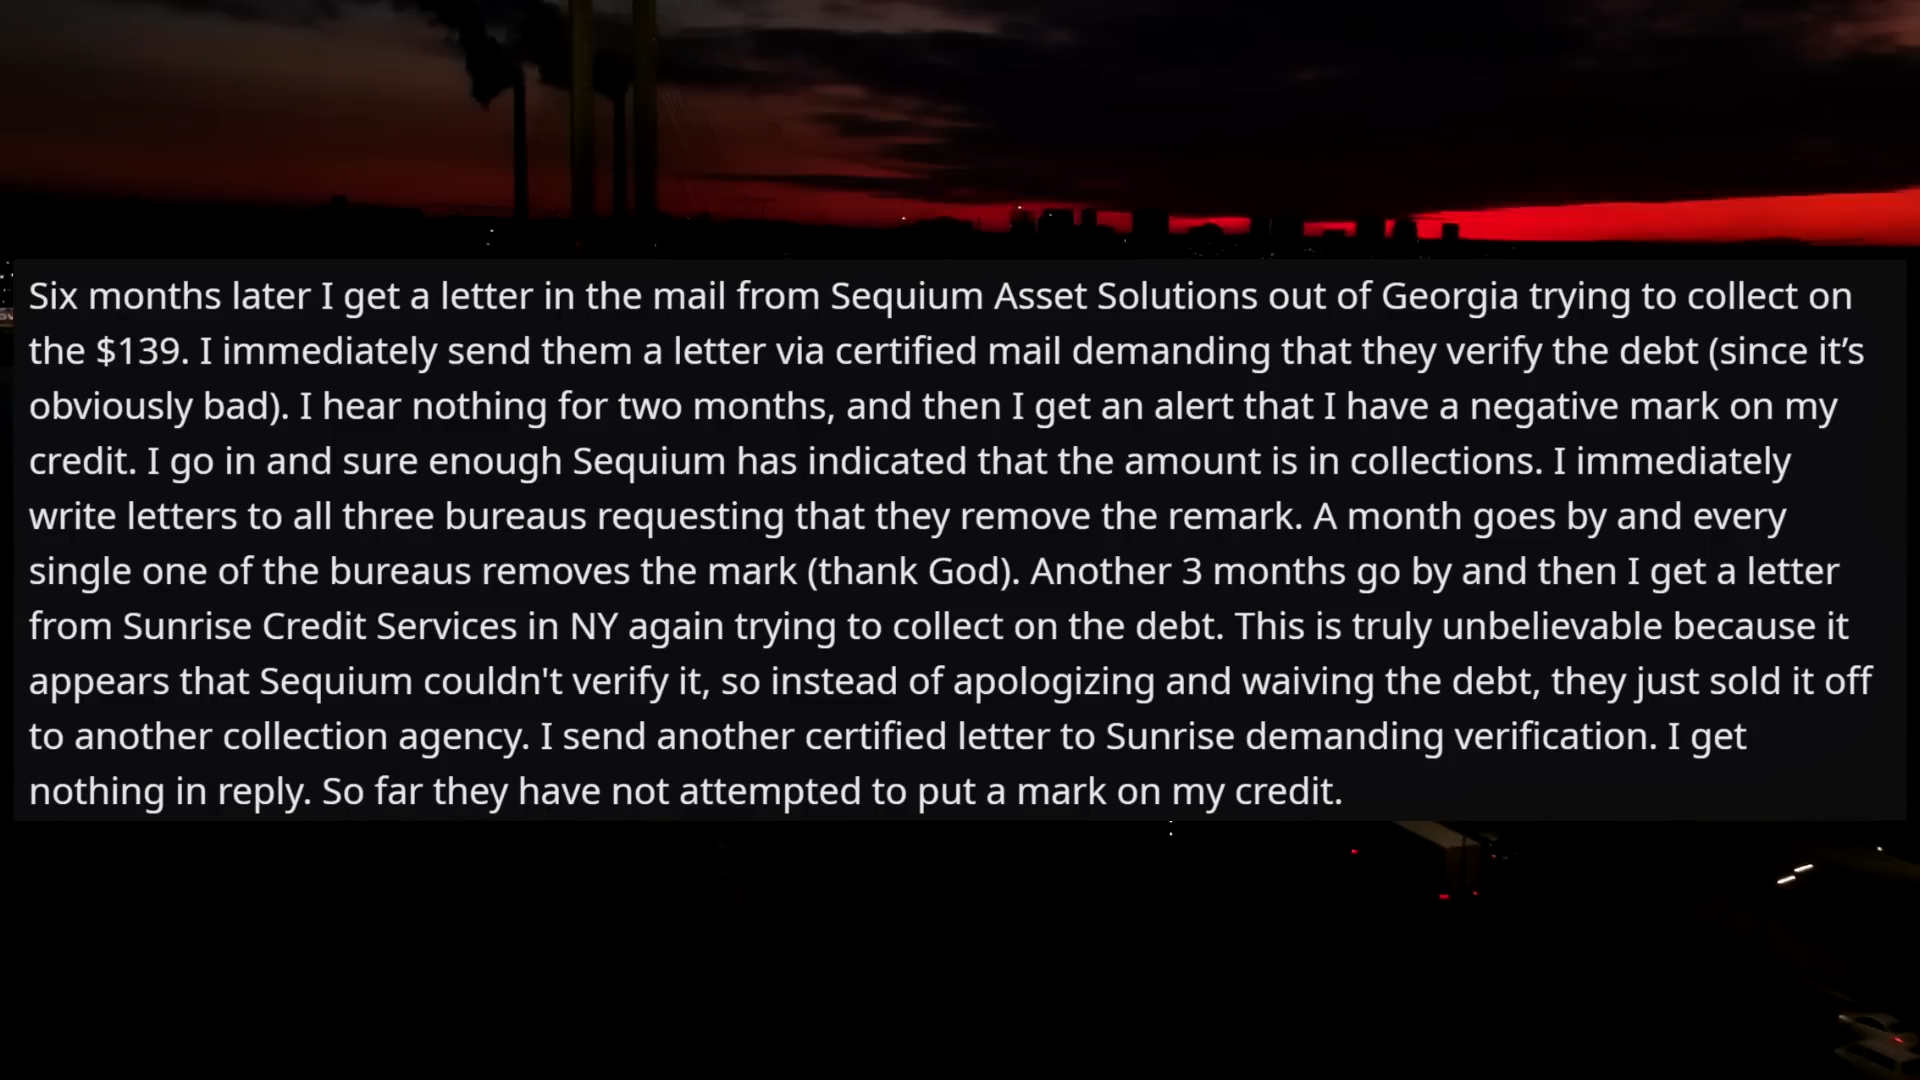 Six months later I get a letter in the mail from Sequium Asset Solutions out of Georgia trying to collect on
the $139. I immediately send them a letter via certified mail demanding that they verify the debt (since it’s
obviously bad). I hear nothing for two months, and then I get an alert that I have a negative mark on my
credit. I go in and sure enough Sequium has indicated that the amount is in collections. I immediately
write letters to all three bureaus requesting that they remove the remark. A month goes by and every
single one of the bureaus removes the mark (thank God). Another 3 months go by and then I get a letter
from Sunrise Credit Services in NY again trying to collect on the debt. This is truly unbelievable because it
appears that Sequium couldn't verify it, so instead of apologizing and waiving the debt, they just sold it off
to another collection agency. I send another certified letter to Sunrise demanding verification. I get
nothing in reply. So far they have not attempted to put a mark on my credit.